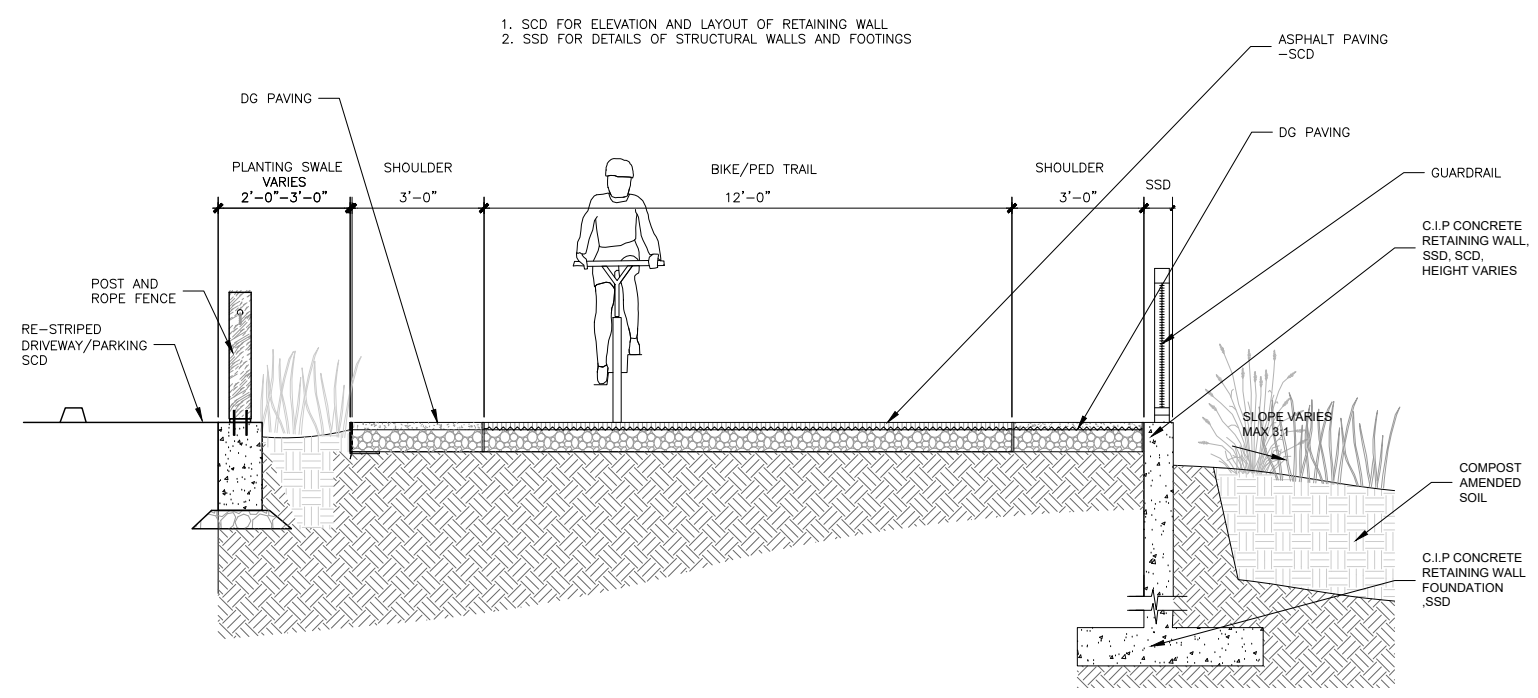 1. SCD FOR ELEVATION AND LAYOUT OF RETAINING WALL
2. SSD FOR DETAILS OF STRUCTURAL WALLS AND FOOTINGS
ASPHALT PAVING
-SCD
DG PAVING
DG PAVING
PLANTING SWALE
VARIES
2'-0"-3'-0"
SHOULDER
3'-0"
BIKE/PED TRAIL
12'-0"
SHOULDER
3'-0"
SSD
GUARDRAIL
C.I.P CONCRETE
RETAINING WALL,
SSD, SCD,
HEIGHT VARIES
POST AND
ROPE FENCE
RE-STRIPED
DRIVEWAY/PARKING
SCD
SLOPE VARIES
MAX 3:1
COMPOST
AMENDED
SOIL
C.I.P CONCRETE
RETAINING WALL
FOUNDATION
,SSD